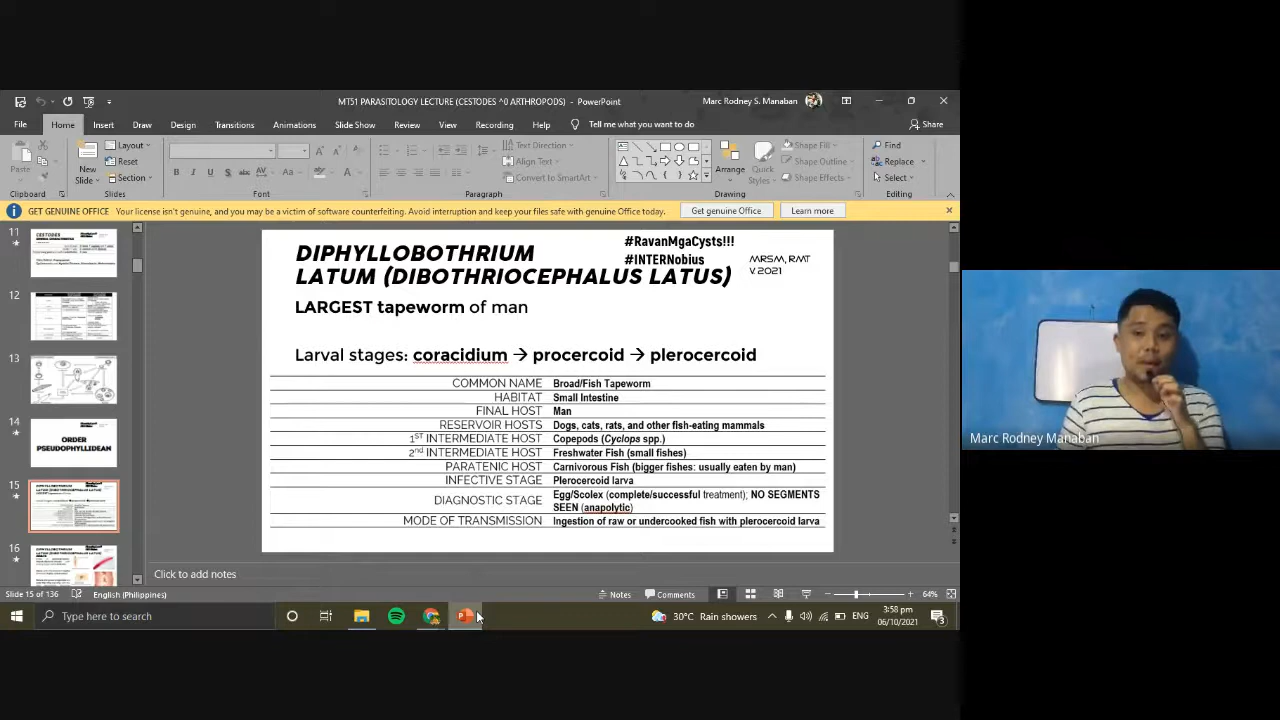 MT51 PARASITOLOGY LECTURE (CESTODES ^0 ARTHROPODS) - PowerPoint
Marc Rodney S. Manaban
File Home Insert Draw Design Transitions Animations Slide Show Review View Recording Help Tell me what you want to do Share
Paste
Clipboard
New Slide
Layout
Reset
Section
Slides
Font
Text Direction
Align Text
Convert to SmartArt
Paragraph
Arrange
Quick Styles
Shape Fill
Shape Outline
Shape Effects
Drawing
Find
Replace
Select
Editing
GET GENUINE OFFICE Your license isn't genuine, and you may be a victim of software counterfeiting. Avoid interruption and keep your files safe with genuine Office today. Get genuine Office Learn more
11
CESTODES
12
13
14
ORDER
PSEUDOPHYLLIDEAN
15
16
DPHYLLOBOTHRIUM
LATUM (DIBOTHRIOCEPHALUS LATUS)
#RavanMgaCysts!!!
#INTERNobius
MRSM, RMT
V 2021
LARGEST tapeworm of man
Larval stages: coracidium → procercoid → plerocercoid
COMMON NAME Broad/Fish Tapeworm
HABITAT Small Intestine
FINAL HOST Man
RESERVOIR HOSTS Dogs, cats, rats, and other fish-eating mammals
1ST INTERMEDIATE HOST Copepods (Cyclops spp.)
2nd INTERMEDIATE HOST Freshwater Fish (small fishes)
PARATENIC HOST Carnivorous Fish (bigger fishes: usually eaten by man)
INFECTIVE STAGE Plerocercoid larva
DIAGNOSTIC STAGE Egg/Scolex (complete/successful treatment); NO SEGMENTS
SEEN (anapolytic)
MODE OF TRANSMISSION Ingestion of raw or undercooked fish with plerocercoid larva
Marc Rodney Manaban
Click to add notes
Slide 15 of 136 English (Philippines) Notes Comments 64%
Type here to search
30°C Rain showers ENG
3:58 pm
06/10/2021
3